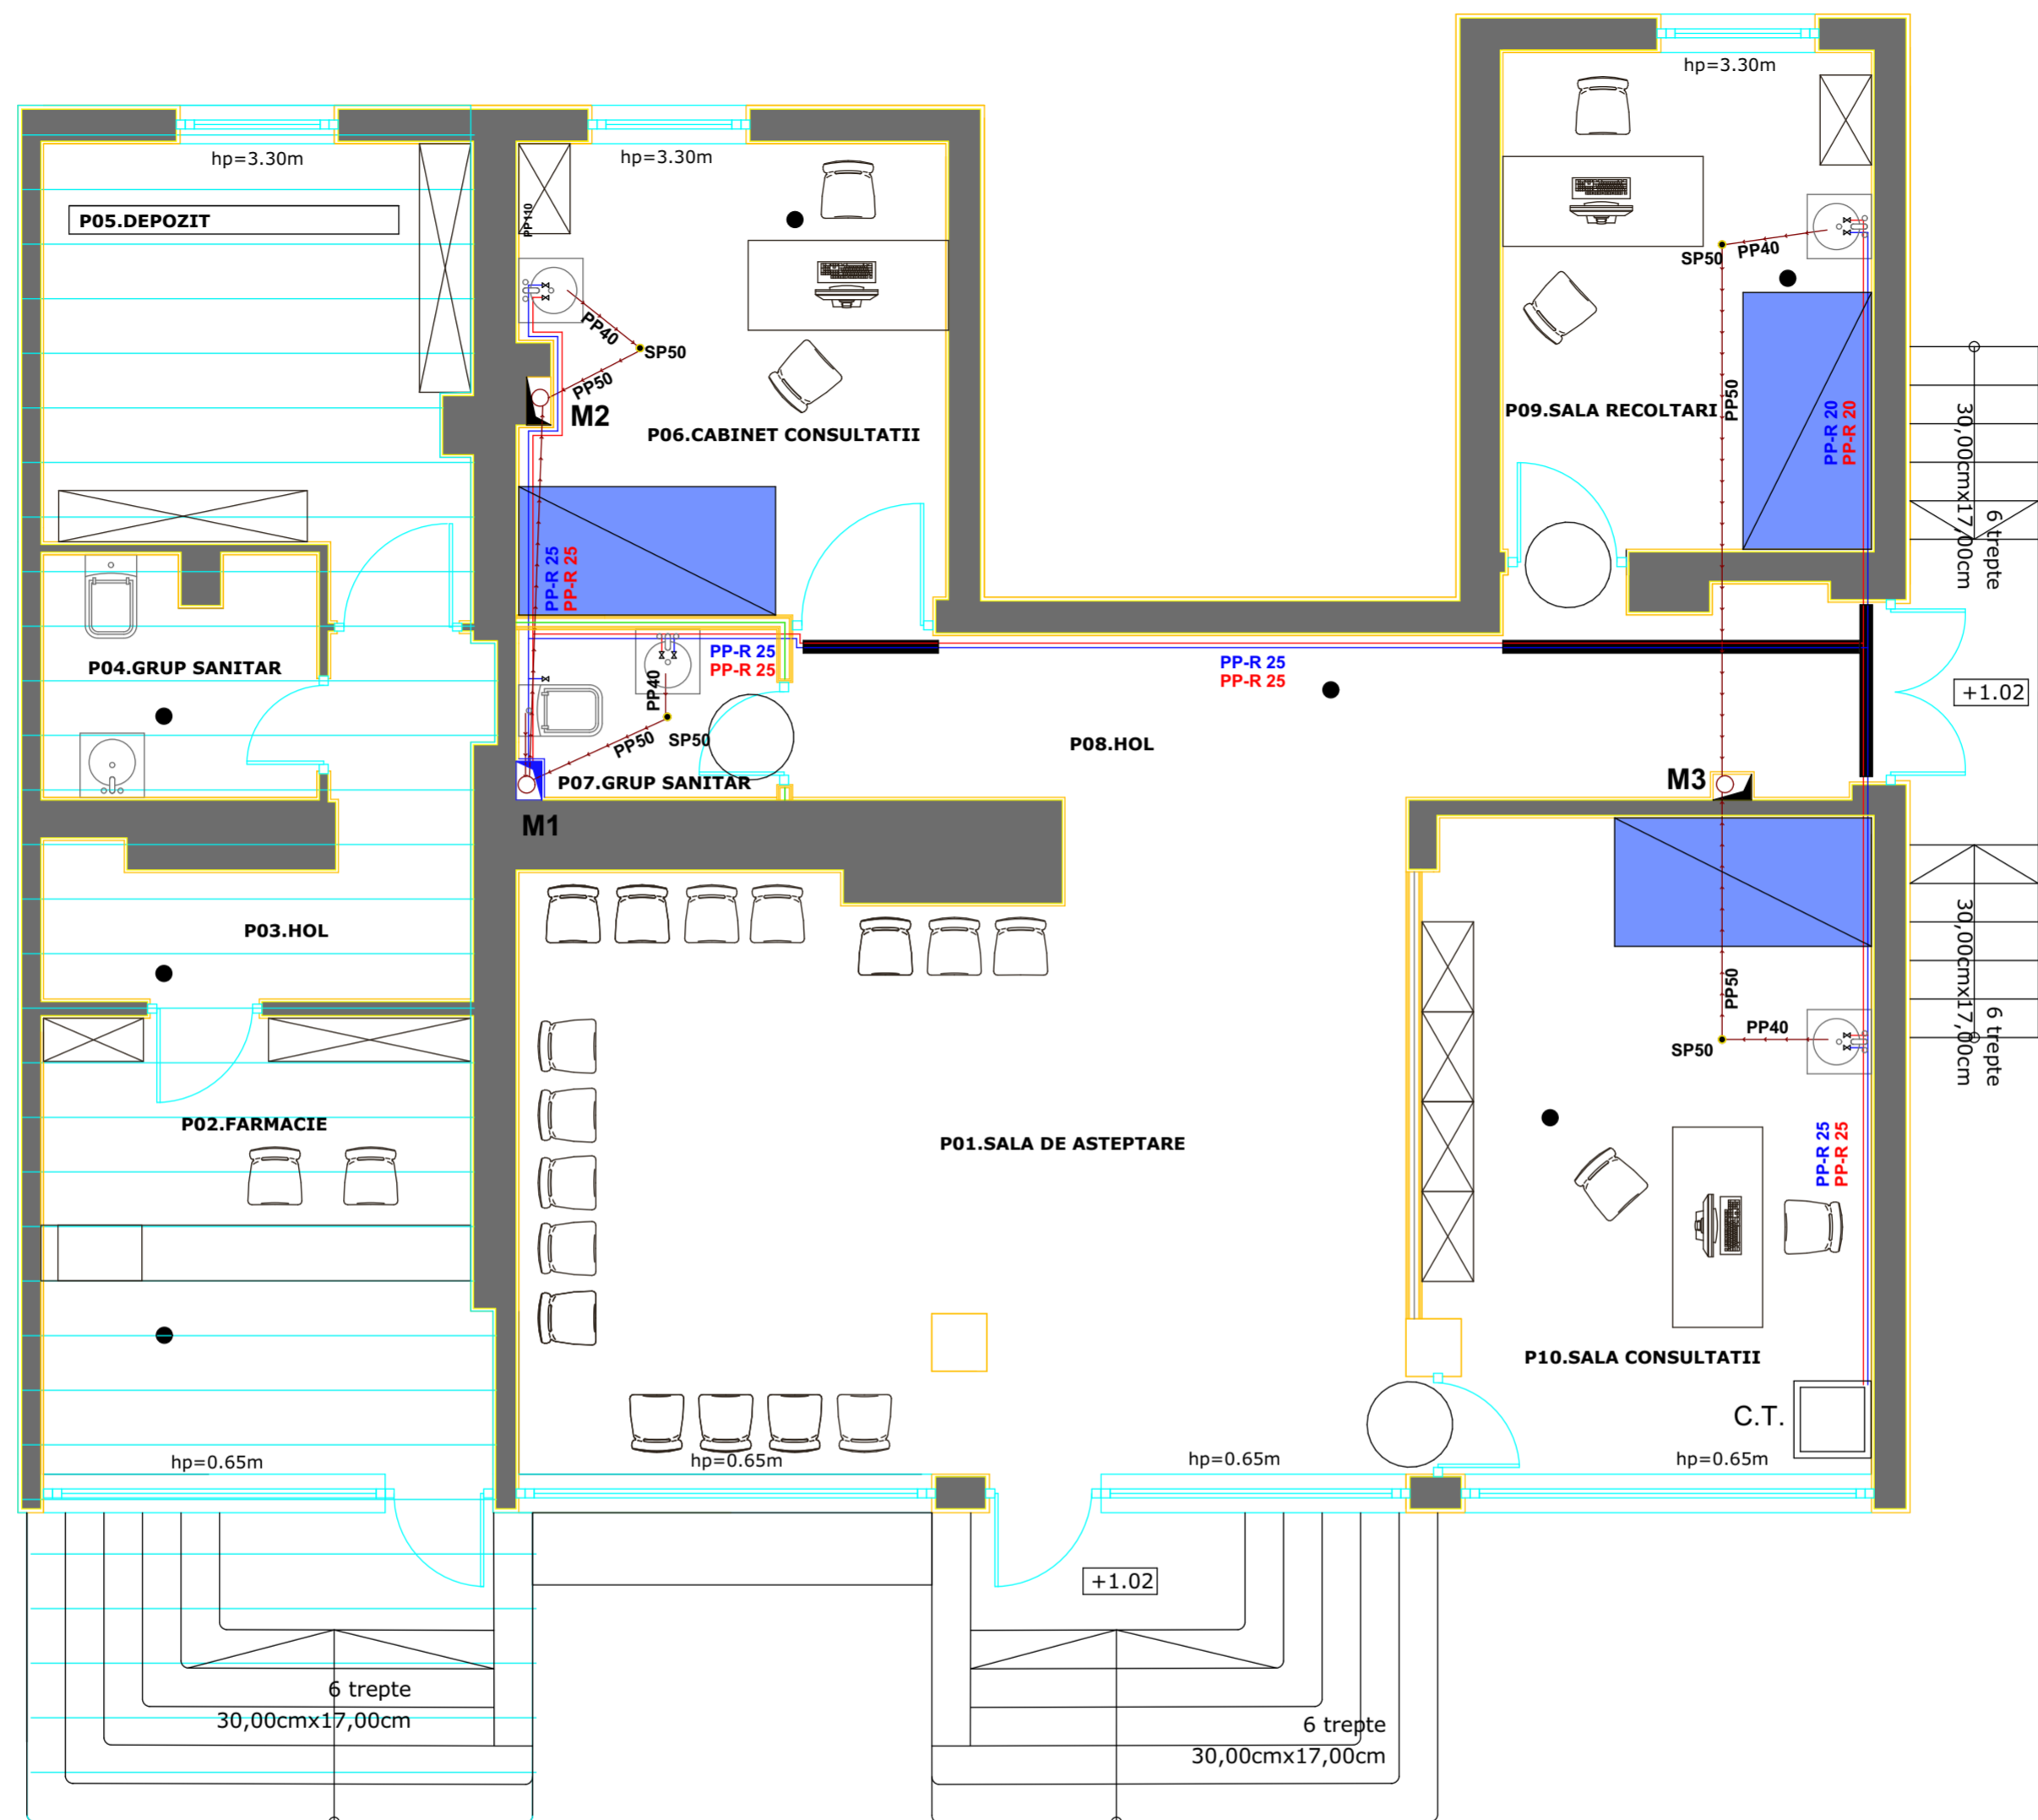 hp=3.30m
hp=3.30m
hp=3.30m
P05.DEPOZIT
PP110
PP40
SP50
PP50
M2
P06.CABINET CONSULTATII
SP50
PP40
PP50
P09.SALA RECOLTARI
PP-R 20
PP-R 20
30,00cmx17,00cm
6 trepte
PP-R 25
PP-R 25
P04.GRUP SANITAR
PP-R 25
PP-R 25
PP40
PP50
SP50
P07.GRUP SANITAR
M1
PP-R 25
PP-R 25
P08.HOL
M3
+1.02
P03.HOL
30,00cmx17,00cm
6 trepte
PP50
PP40
SP50
P02.FARMACIE
P01.SALA DE ASTEPTARE
PP-R 25
PP-R 25
P10.SALA CONSULTATII
C.T.
hp=0.65m
hp=0.65m
hp=0.65m
hp=0.65m
+1.02
6 trepte
30,00cmx17,00cm
6 trepte
30,00cmx17,00cm